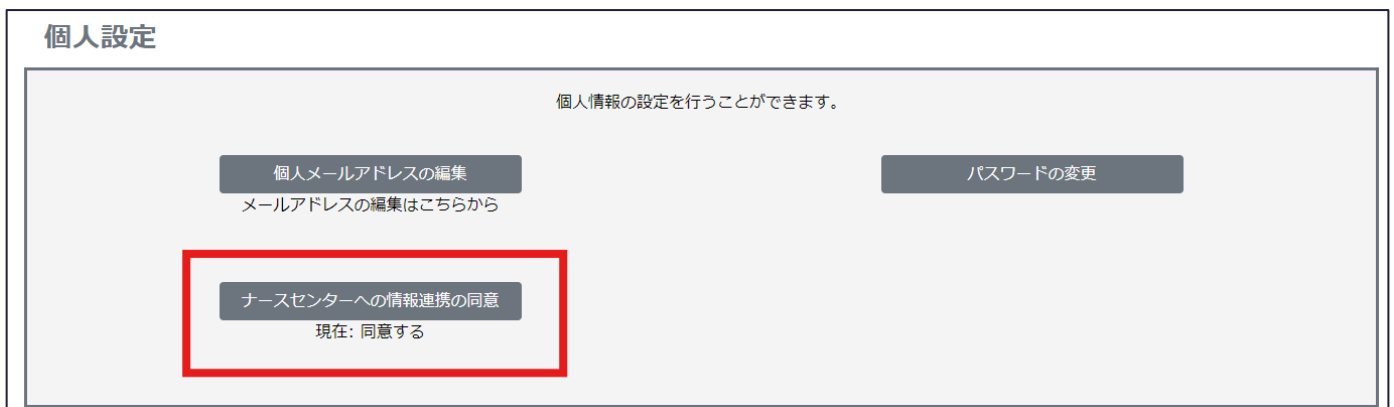 個人設定
個人情報の設定を行うことができます。
個人メールアドレスの編集
メールアドレスの編集はこちらから
パスワードの変更
ナースセンターへの情報連携の同意
現在: 同意する